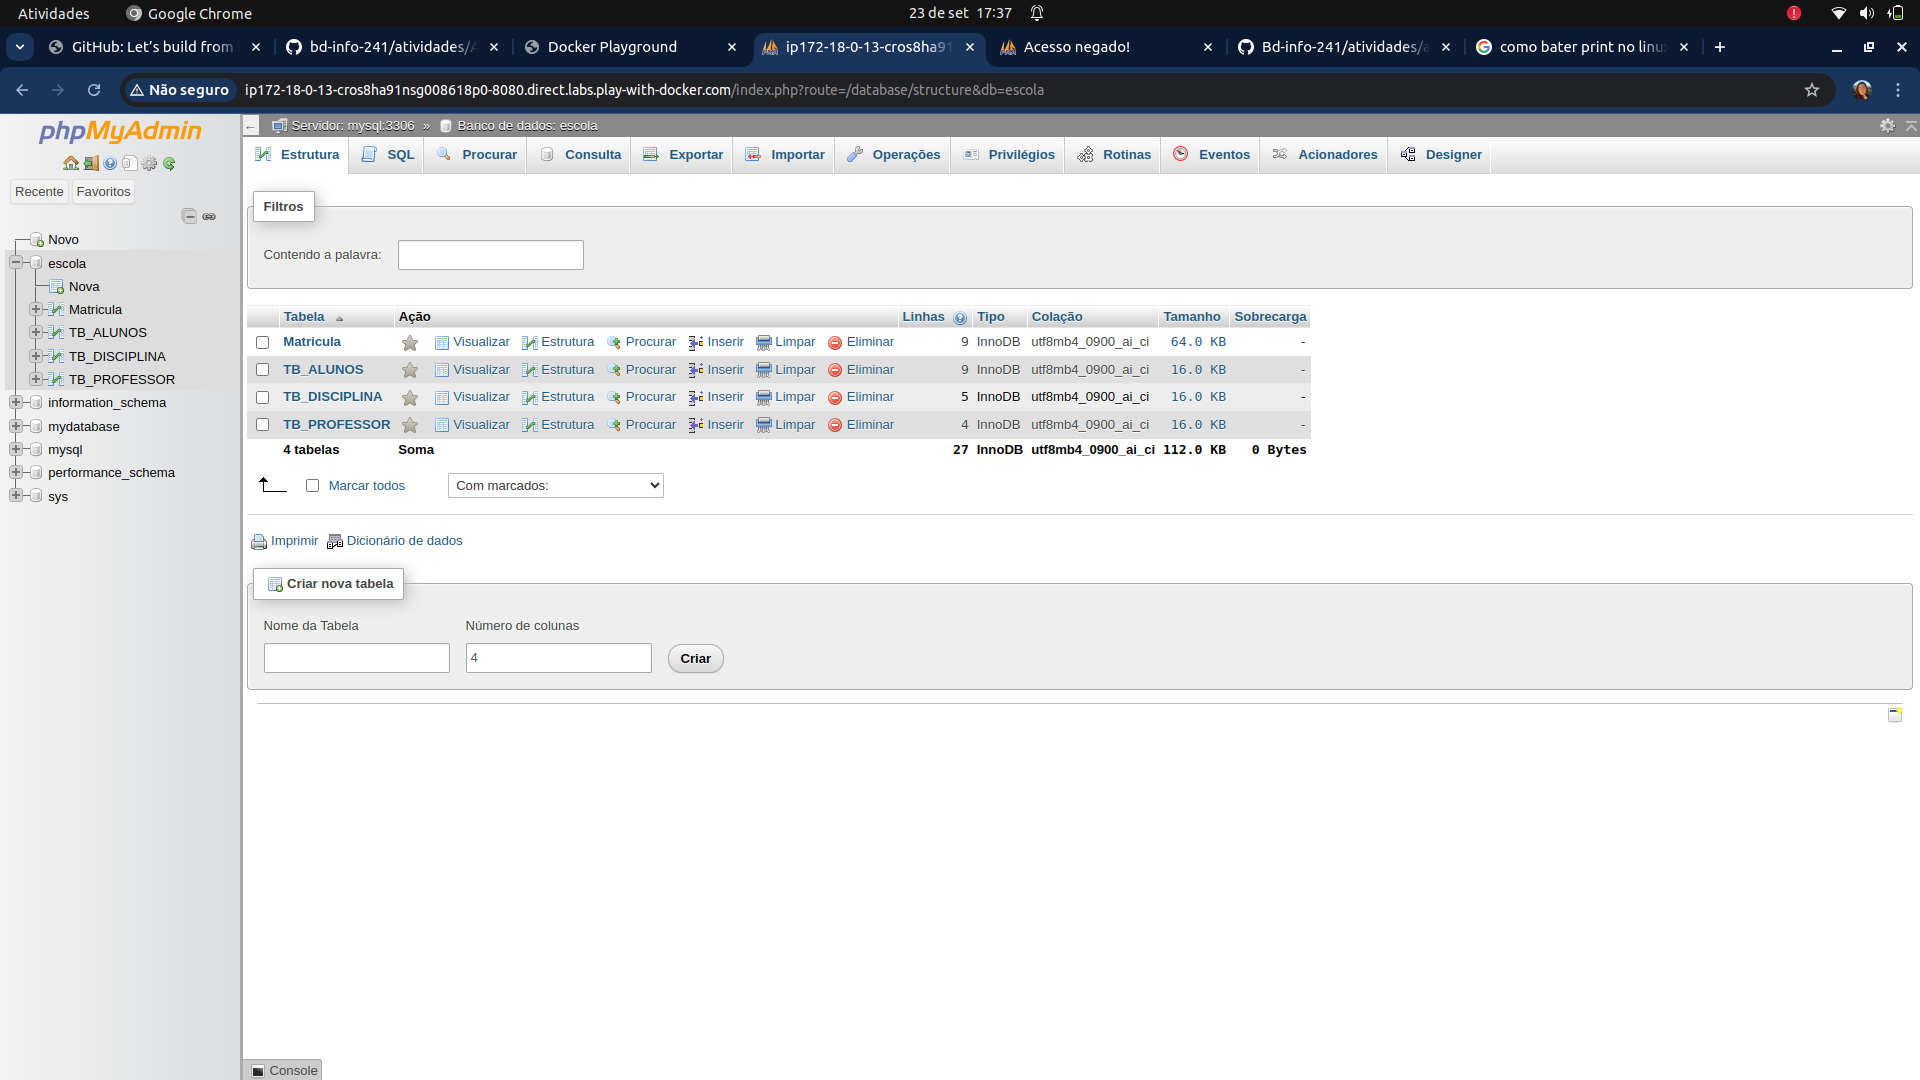 Atividades Google Chrome 23 de set 17:37
GitHub: Let's build from bd-info-241/atividades/A Docker Playground ip172-18-0-13-cros8ha91 Acesso negado! Bd-info-241/atividades/a como bater print no linux
Não seguro ip172-18-0-13-cros8ha91nsg008618p0-8080.direct.labs.play-with-docker.com/index.php?route=/database/structure&db=escola
phpMyAdmin
Recente Favoritos
Novo
escola
Nova
Matricula
TB_ALUNOS
TB_DISCIPLINA
TB_PROFESSOR
information_schema
mydatabase
mysql
performance_schema
sys
Servidor: mysql:3306 » Banco de dados: escola
Estrutura SQL Procurar Consulta Exportar Importar Operações Privilégios Rotinas Eventos Acionadores Designer
Filtros
Contendo a palavra:
Tabela Ação Linhas Tipo Colação Tamanho Sobrecarga
Matricula Visualizar Estrutura Procurar Inserir Limpar Eliminar 9 InnoDB utf8mb4_0900_ai_ci 64.0 KB -
TB_ALUNOS Visualizar Estrutura Procurar Inserir Limpar Eliminar 9 InnoDB utf8mb4_0900_ai_ci 16.0 KB -
TB_DISCIPLINA Visualizar Estrutura Procurar Inserir Limpar Eliminar 5 InnoDB utf8mb4_0900_ai_ci 16.0 KB -
TB_PROFESSOR Visualizar Estrutura Procurar Inserir Limpar Eliminar 4 InnoDB utf8mb4_0900_ai_ci 16.0 KB -
4 tabelas Soma 27 InnoDB utf8mb4_0900_ai_ci 112.0 KB 0 Bytes
Marcar todos Com marcados:
Imprimir Dicionário de dados
Criar nova tabela
Nome da Tabela Número de colunas
4 Criar
Console